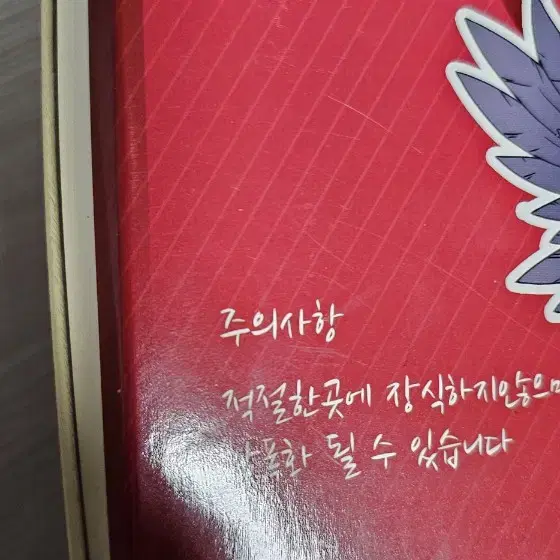 주의사항
적절한곳에 장식하지않으
될 수 있습니다